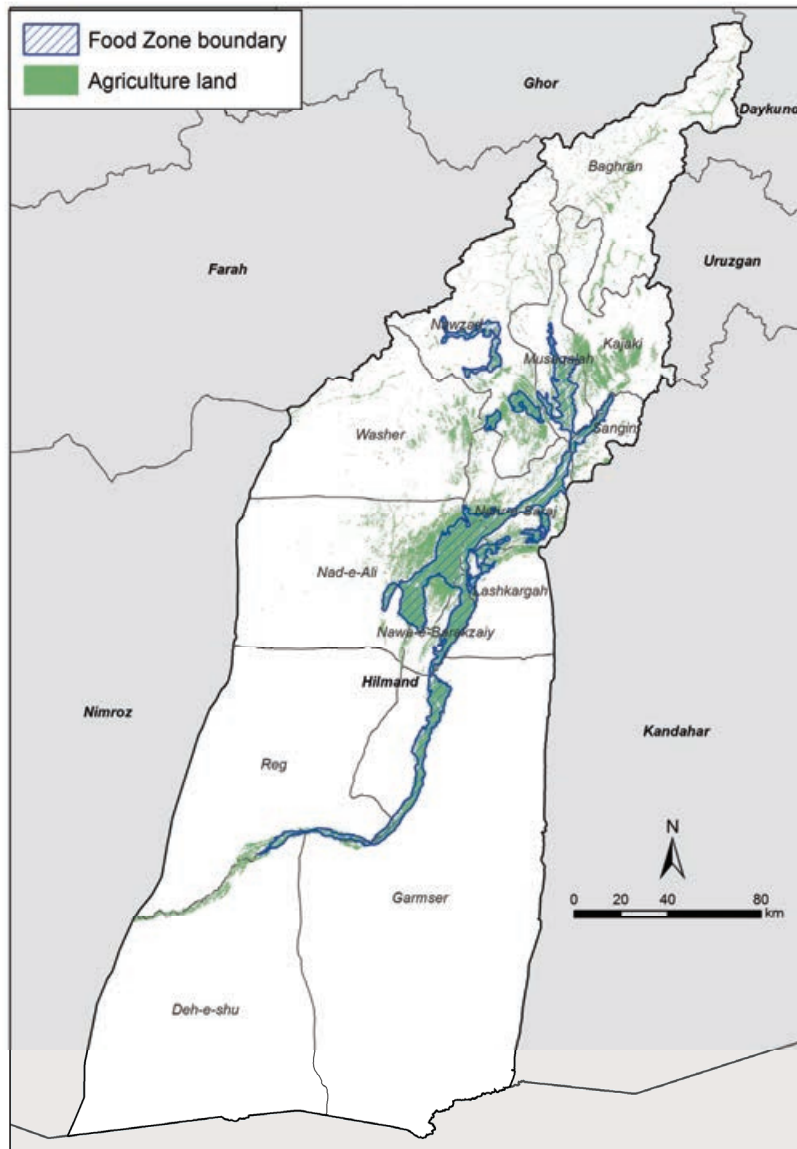 Food Zone boundary
Agriculture land
Ghor
Daykund
Baghran
Farah
Uruzgan
Nawzad
Musaqalah
Kajaki
Washer
Sangin
Nahr-e-Saraj
Nad-e-Ali
Lashkargah
Nawa-e-Barakzaiy
Hilmand
Nimroz
Kandahar
Reg
N
Garmser
0 20 40 80
km
Deh-e-shu